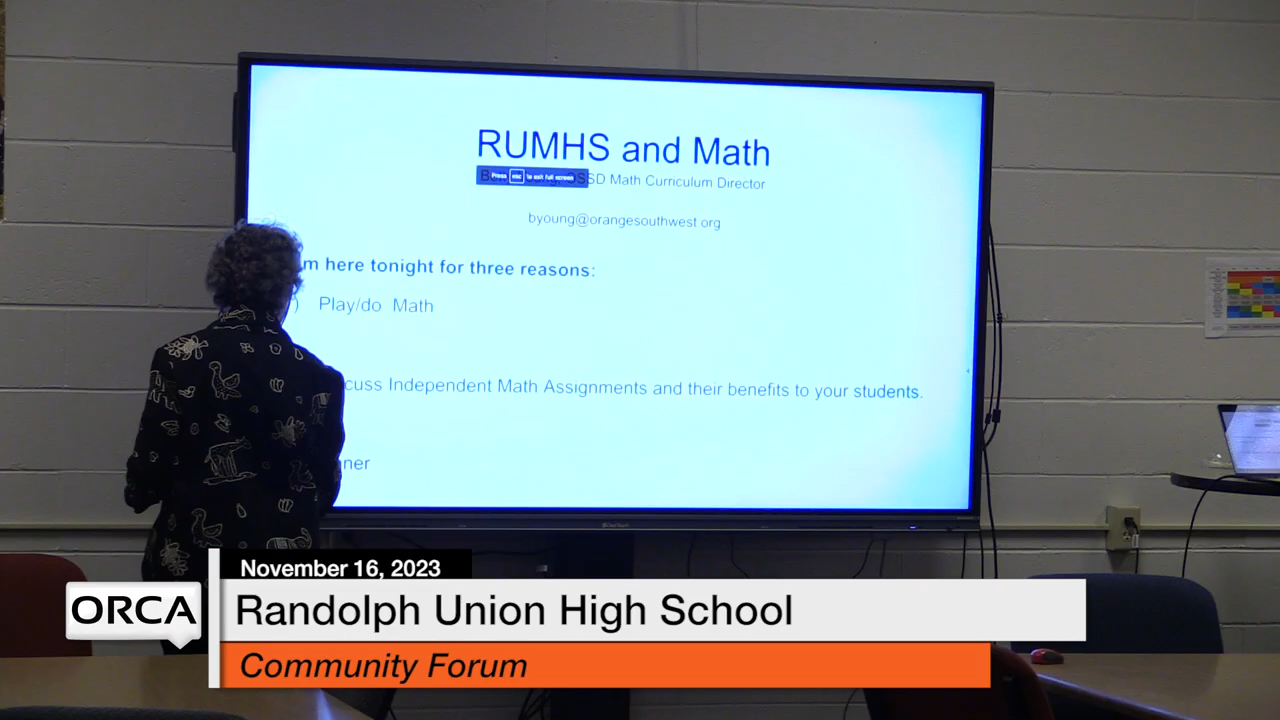 RUMHS and Math
Press esc to exit full screen
SD Math Curriculum Director
byoung@orangesouthwest.org
m here tonight for three reasons:
) Play/do Math
cuss Independent Math Assignments and their benefits to your students.
ner
November 16, 2023
ORCA
Randolph Union High School
Community Forum